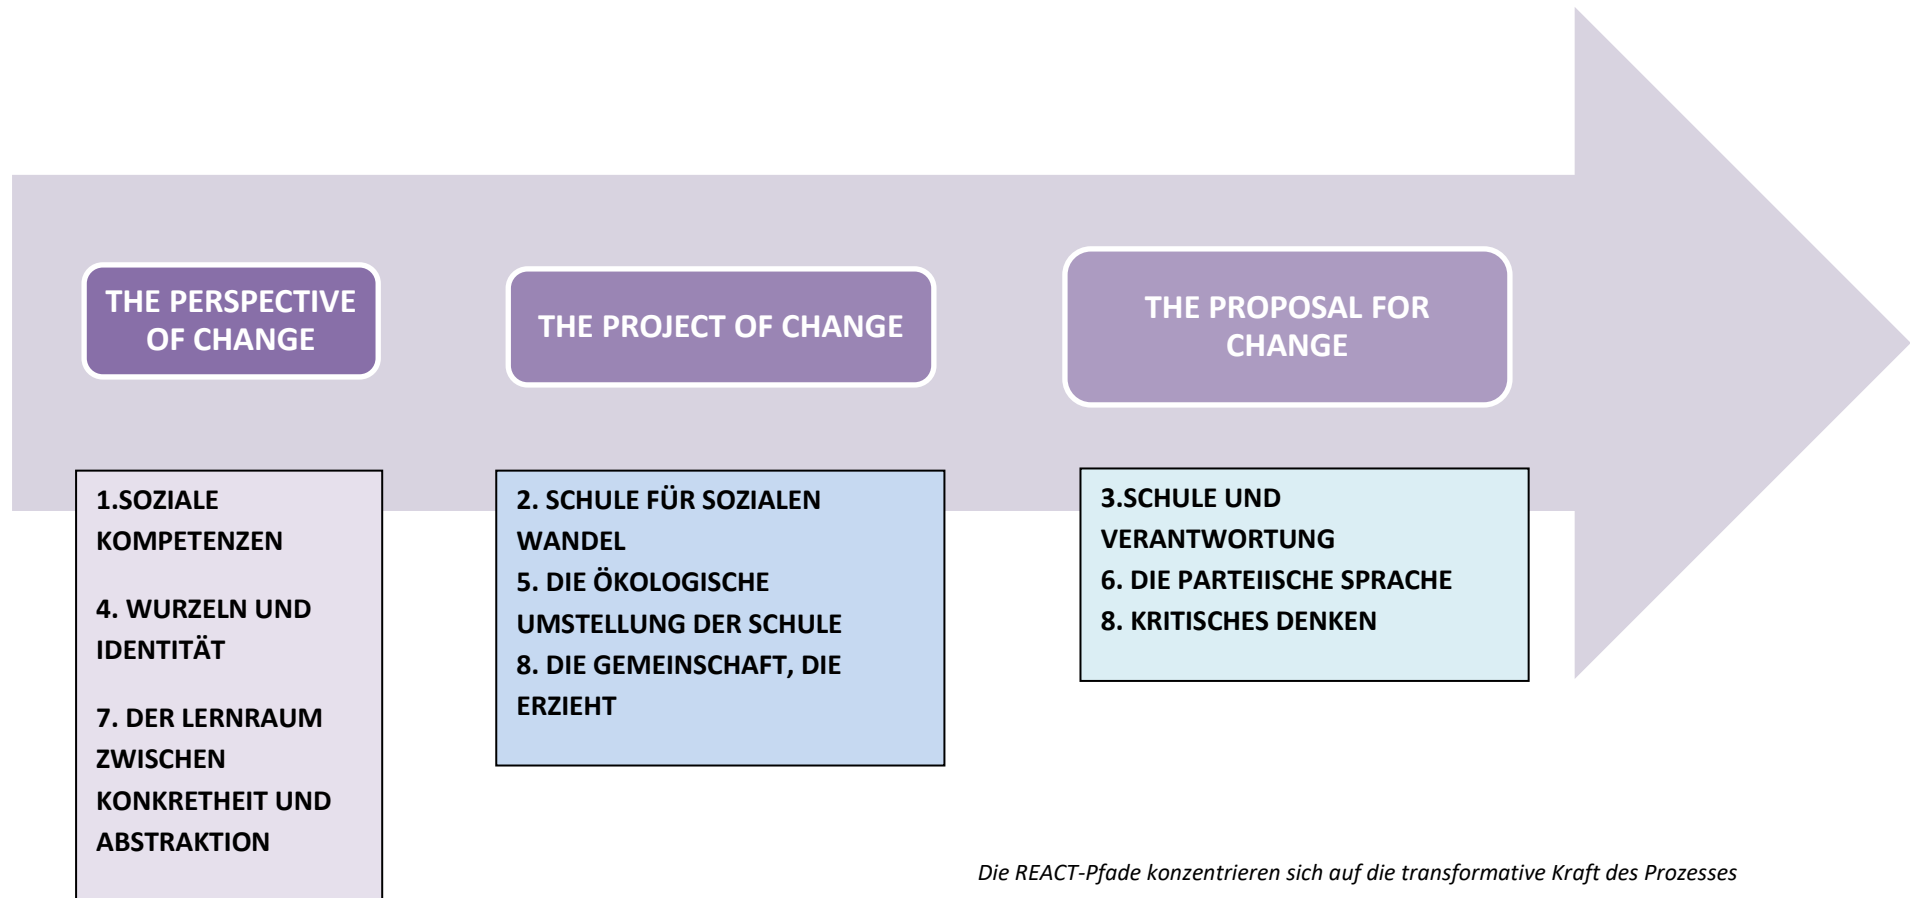 THE PERSPECTIVE
OF CHANGE
THE PROJECT OF CHANGE
THE PROPOSAL FOR
CHANGE
1.SOZIALE
KOMPETENZEN
4. WURZELN UND
IDENTITÄT
7. DER LERNRAUM
ZWISCHEN
KONKRETHEIT UND
ABSTRAKTION
2. SCHULE FÜR SOZIALEN
WANDEL
5. DIE ÖKOLOGISCHE
UMSTELLUNG DER SCHULE
8. DIE GEMEINSCHAFT, DIE
ERZIEHT
3.SCHULE UND
VERANTWORTUNG
6. DIE PARTEIISCHE SPRACHE
8. KRITISCHES DENKEN
Die REACT-Pfade konzentrieren sich auf die transformative Kraft des Prozesses